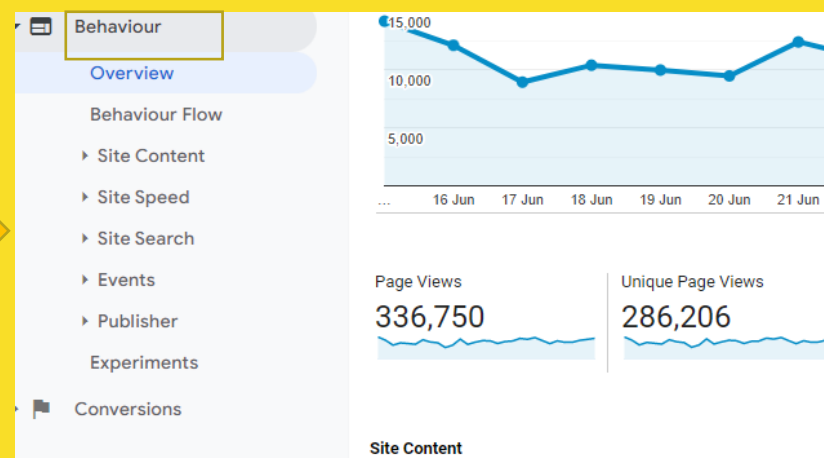 Behaviour
Overview
Behaviour Flow
Site Content
Site Speed
Site Search
Events
Publisher
Experiments
Conversions
15,000
10,000
5,000
... 16 Jun 17 Jun 18 Jun 19 Jun 20 Jun 21 Jun
Page Views Unique Page Views
336,750 286,206
Site Content